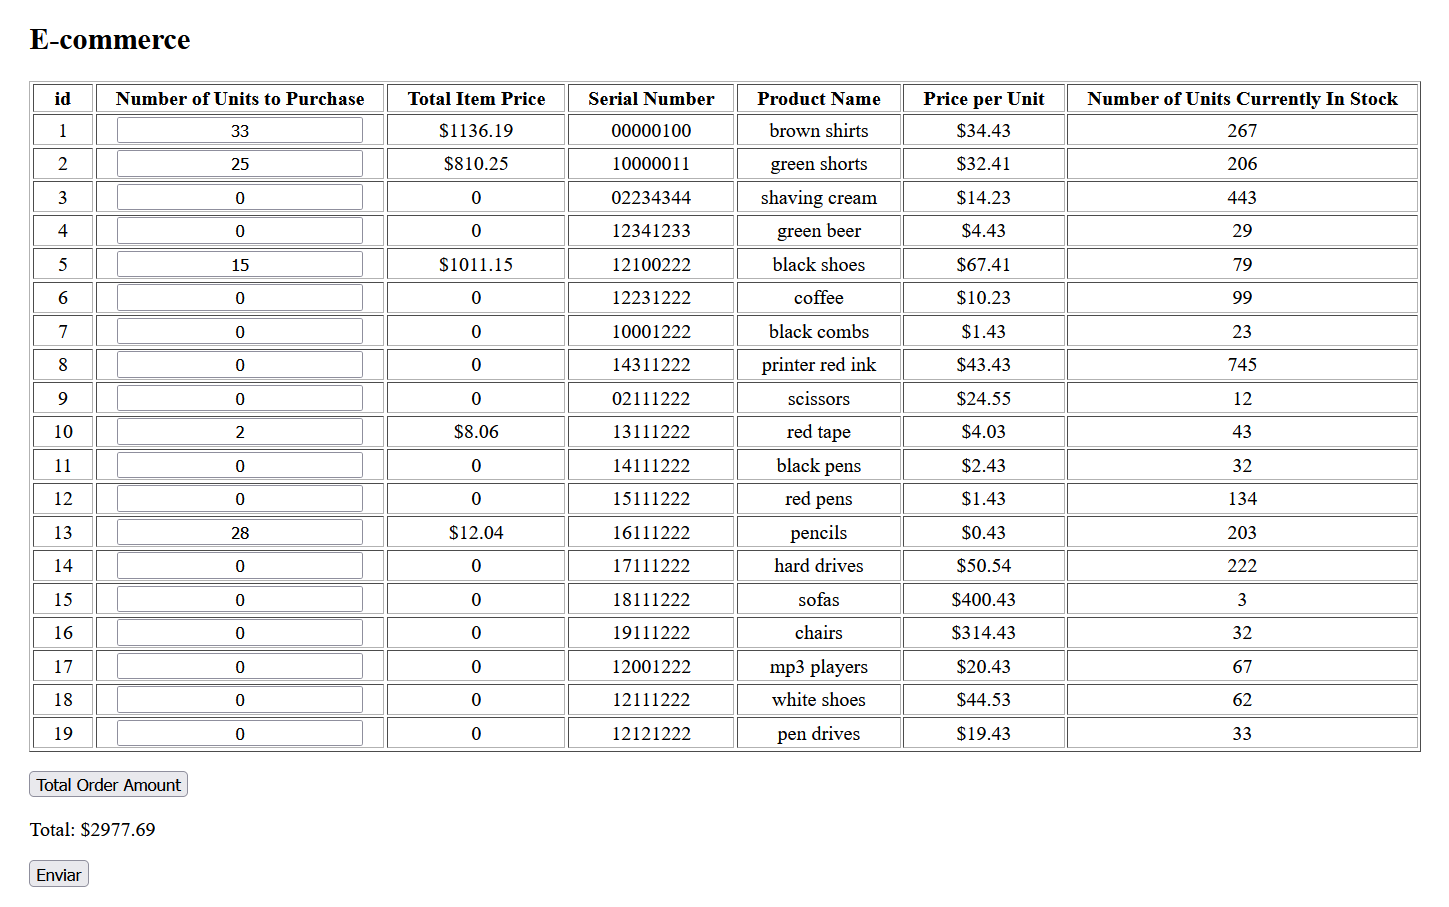 E-commerce
id Number of Units to Purchase Total Item Price Serial Number Product Name Price per Unit Number of Units Currently In Stock
1 33 $1136.19 00000100 brown shirts $34.43 267
2 25 $810.25 10000011 green shorts $32.41 206
3 0 0 02234344 shaving cream $14.23 443
4 0 0 12341233 green beer $4.43 29
5 15 $1011.15 12100222 black shoes $67.41 79
6 0 0 12231222 coffee $10.23 99
7 0 0 10001222 black combs $1.43 23
8 0 0 14311222 printer red ink $43.43 745
9 0 0 02111222 scissors $24.55 12
10 2 $8.06 13111222 red tape $4.03 43
11 0 0 14111222 black pens $2.43 32
12 0 0 15111222 red pens $1.43 134
13 28 $12.04 16111222 pencils $0.43 203
14 0 0 17111222 hard drives $50.54 222
15 0 0 18111222 sofas $400.43 3
16 0 0 19111222 chairs $314.43 32
17 0 0 12001222 mp3 players $20.43 67
18 0 0 12111222 white shoes $44.53 62
19 0 0 12121222 pen drives $19.43 33
Total Order Amount
Total: $2977.69
Enviar